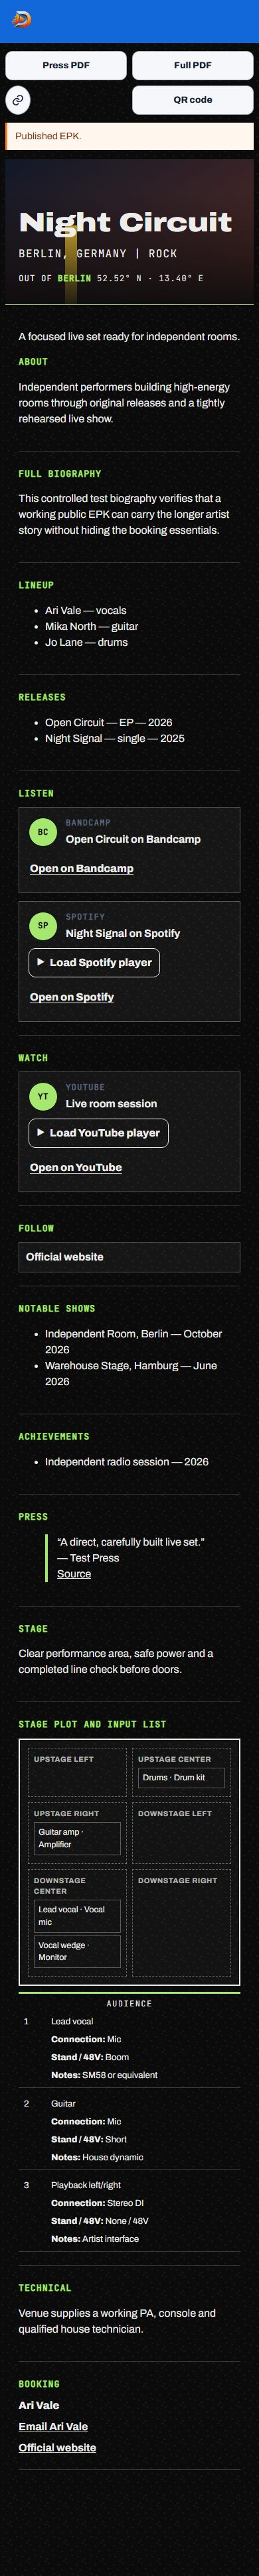 Press PDF
Full PDF
QR code
Published EPK.
Night Circuit
BERLIN, GERMANY | ROCK
OUT OF BERLIN 52.52° N · 13.40° E
A focused live set ready for independent rooms.
ABOUT
Independent performers building high-energy
rooms through original releases and a tightly
rehearsed live show.
FULL BIOGRAPHY
This controlled test biography verifies that a
working public EPK can carry the longer artist
story without hiding the booking essentials.
LINEUP
• Ari Vale — vocals
• Mika North — guitar
• Jo Lane — drums
RELEASES
• Open Circuit — EP — 2026
• Night Signal — single — 2025
LISTEN
BC
BANDCAMP
Open Circuit on Bandcamp
Open on Bandcamp
SP
SPOTIFY
Night Signal on Spotify
▶ Load Spotify player
Open on Spotify
WATCH
YT
YOUTUBE
Live room session
▶ Load YouTube player
Open on YouTube
FOLLOW
Official website
NOTABLE SHOWS
• Independent Room, Berlin — October
2026
• Warehouse Stage, Hamburg — June
2026
ACHIEVEMENTS
• Independent radio session — 2026
PRESS
“A direct, carefully built live set.”
— Test Press
Source
STAGE
Clear performance area, safe power and a
completed line check before doors.
STAGE PLOT AND INPUT LIST
UPSTAGE LEFT
UPSTAGE CENTER
Drums · Drum kit
UPSTAGE RIGHT
Guitar amp ·
Amplifier
DOWNSTAGE LEFT
DOWNSTAGE
CENTER
Lead vocal · Vocal
mic
Vocal wedge ·
Monitor
DOWNSTAGE RIGHT
AUDIENCE
1 Lead vocal
Connection: Mic
Stand / 48V: Boom
Notes: SM58 or equivalent
2 Guitar
Connection: Mic
Stand / 48V: Short
Notes: House dynamic
3 Playback left/right
Connection: Stereo DI
Stand / 48V: None / 48V
Notes: Artist interface
TECHNICAL
Venue supplies a working PA, console and
qualified house technician.
BOOKING
Ari Vale
Email Ari Vale
Official website